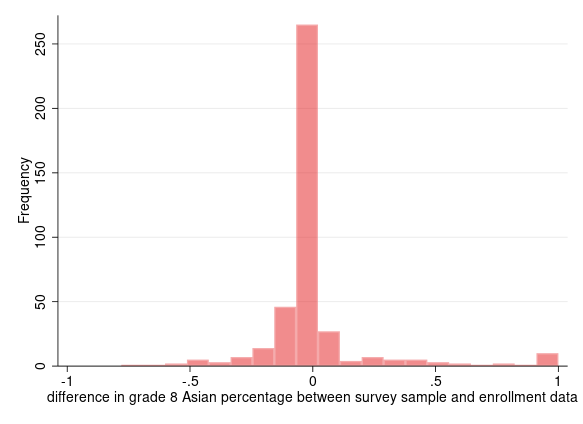 Frequency
250
200
150
100
50
0
-1 -.5 0 .5 1
difference in grade 8 Asian percentage between survey sample and enrollment data